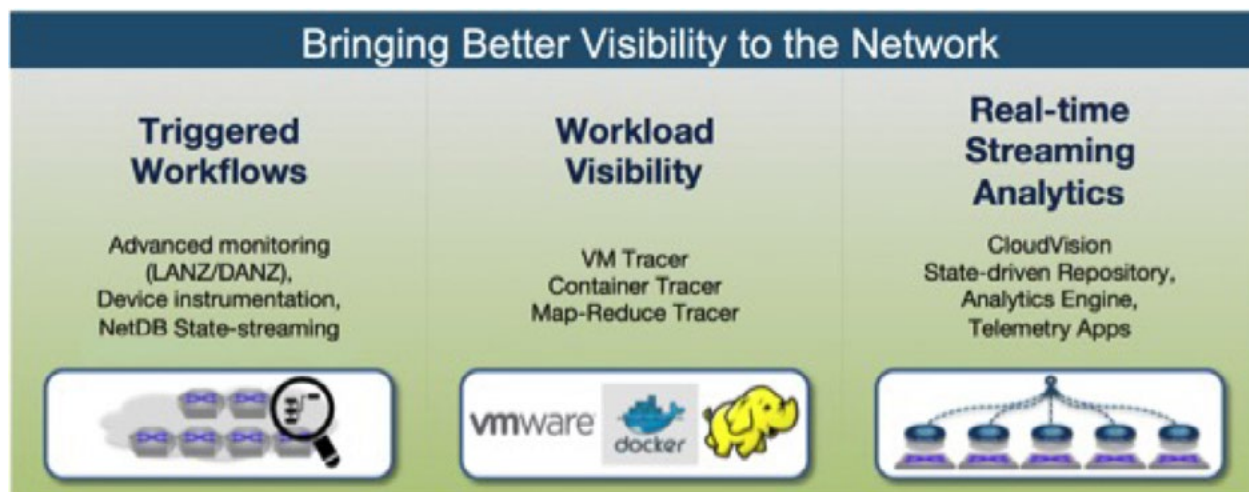 Bringing Better Visibility to the Network
Triggered
Workflows
Advanced monitoring
(LANZ/DANZ),
Device instrumentation,
NetDB State-streaming
Workload
Visibility
VM Tracer
Container Tracer
Map-Reduce Tracer
vmware
docker
Real-time
Streaming
Analytics
CloudVision
State-driven Repository,
Analytics Engine,
Telemetry Apps